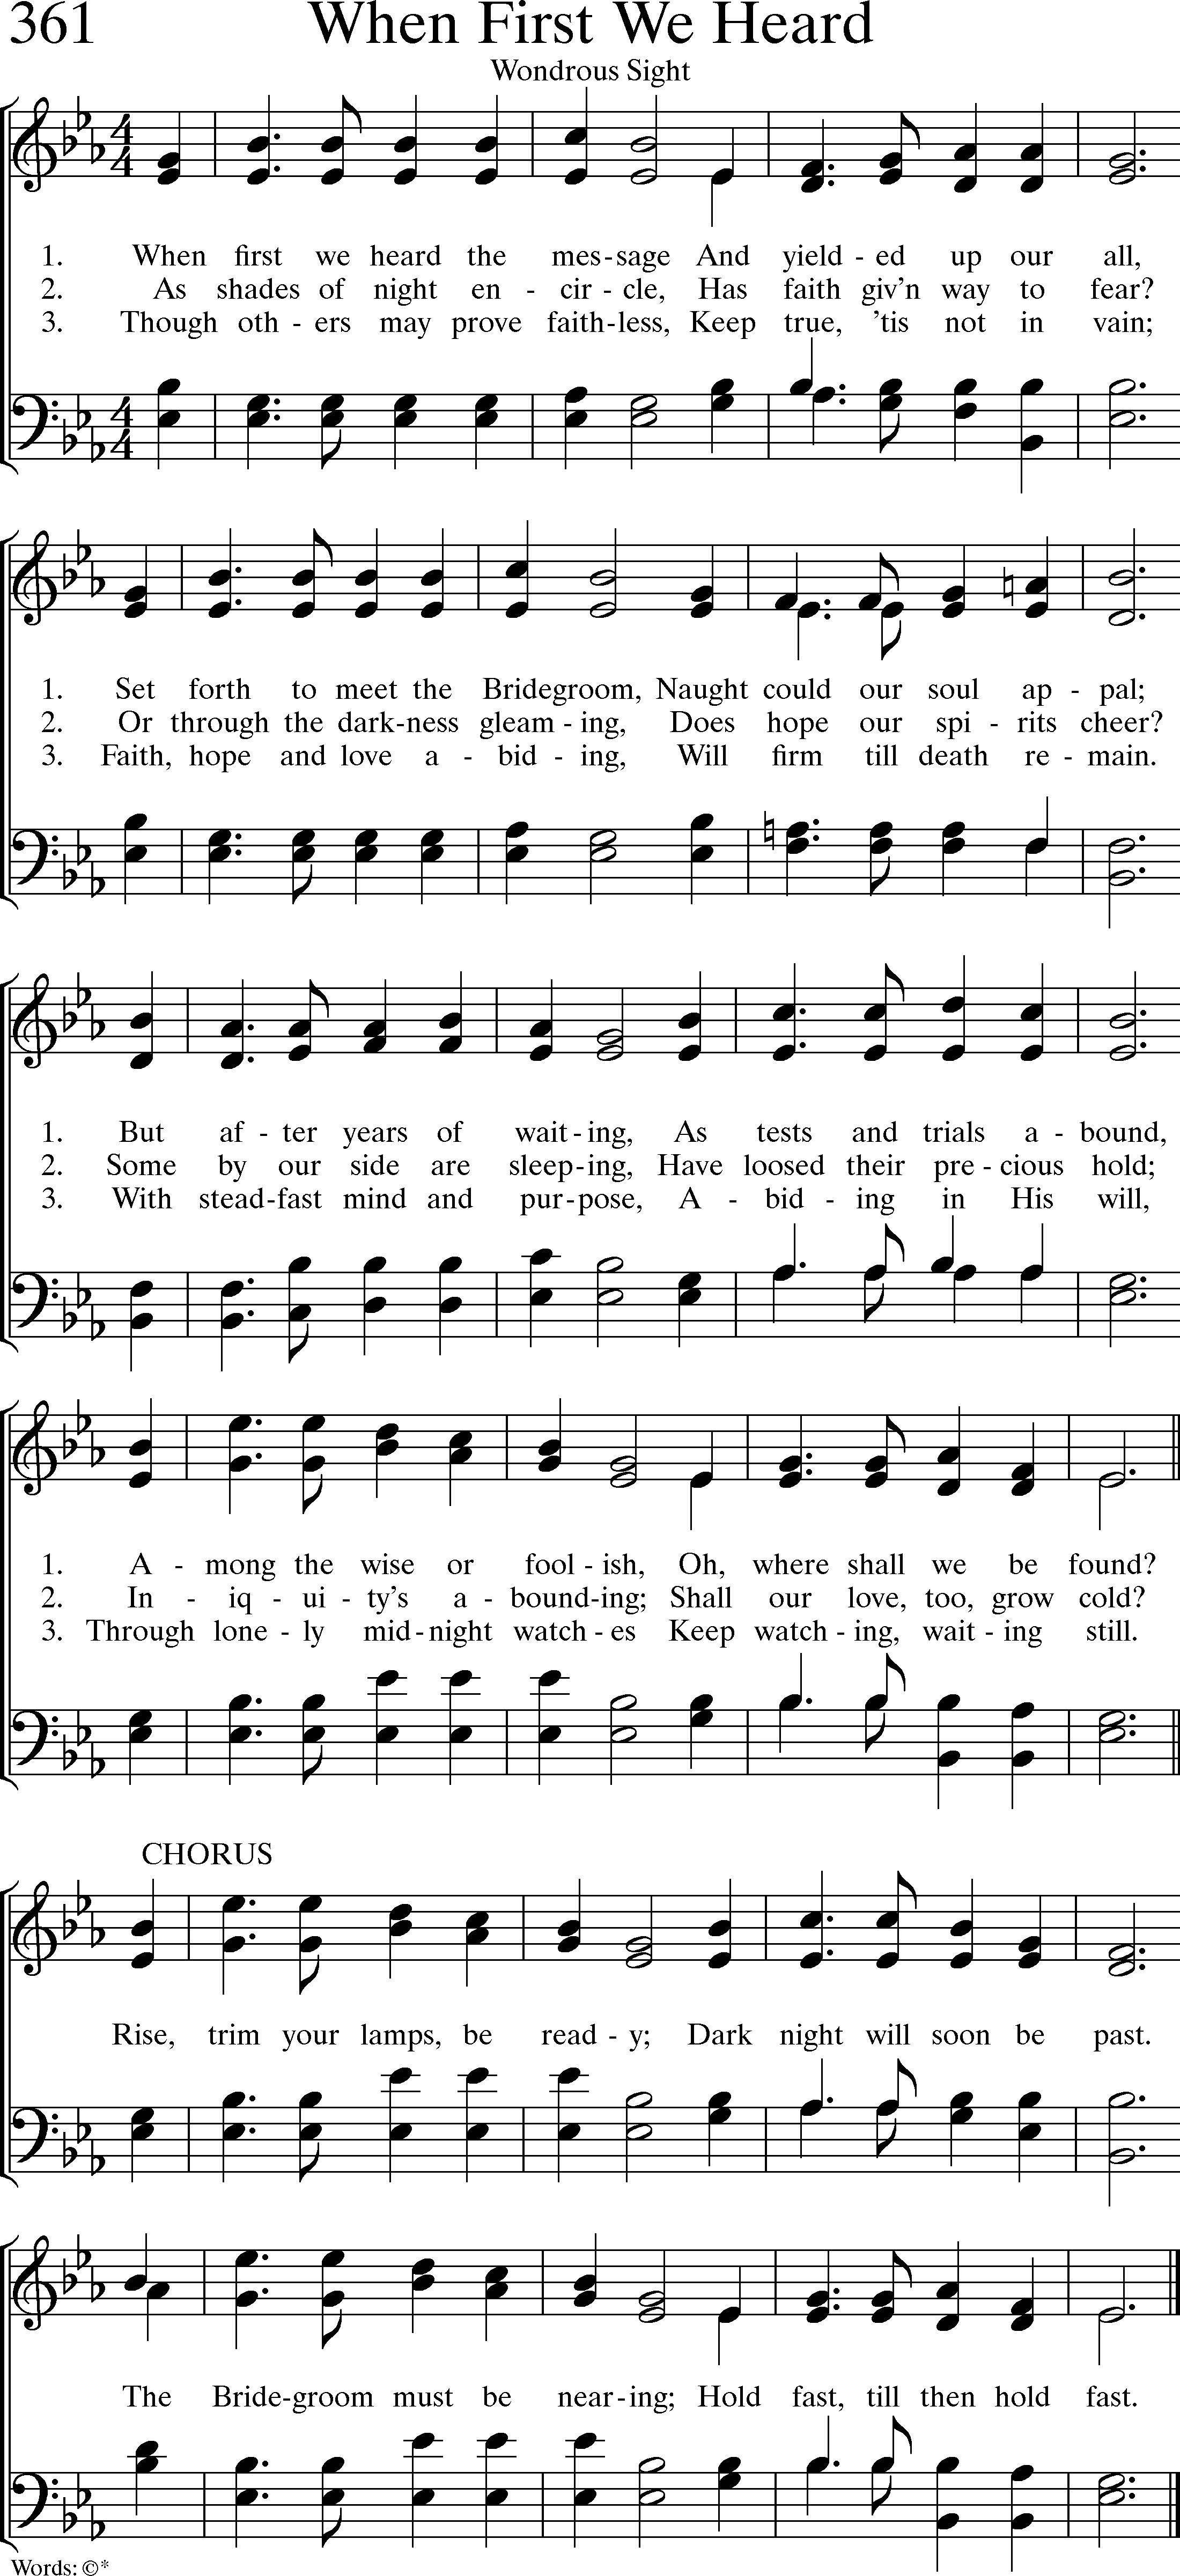 361 When First We Heard
Wondrous Sight
1. When first we heard the mes - sage And yield - ed up our all,
2. As shades of night en - cir - cle, Has faith giv'n way to fear?
3. Though oth - ers may prove faith - less, Keep true, 'tis not in vain;
1. Set forth to meet the Bridegroom, Naught could our soul ap - pal;
2. Or through the dark - ness gleam - ing, Does hope our spi - rits cheer?
3. Faith, hope and love a - bid - ing, Will firm till death re - main.
1. But af - ter years of wait - ing, As tests and trials a - bound,
2. Some by our side are sleep - ing, Have loosed their pre - cious hold;
3. With stead - fast mind and pur - pose, A - bid - ing in His will,
1. A - mong the wise or fool - ish, Oh, where shall we be found?
2. In - iq - ui - ty's a - bound - ing; Shall our love, too, grow cold?
3. Through lone - ly mid - night watch - es Keep watch - ing, wait - ing still.
CHORUS
Rise, trim your lamps, be read - y; Dark night will soon be past.
The Bride - groom must be near - ing; Hold fast, till then hold fast.
Words: ©*